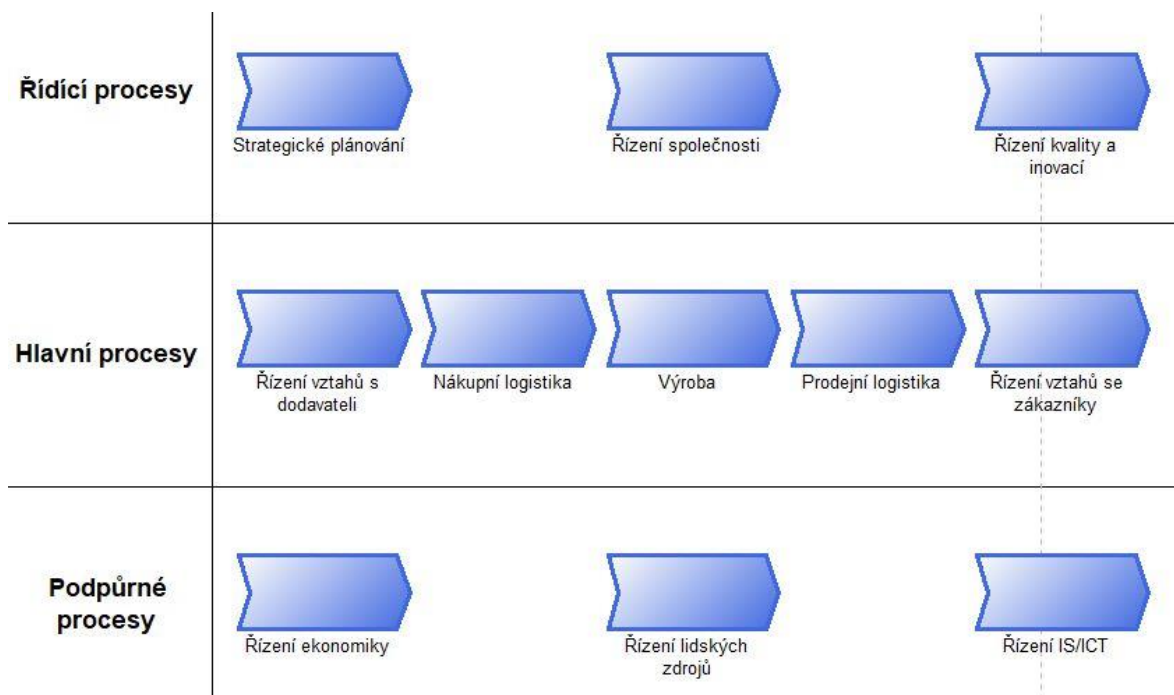 Řídící procesy
Strategické plánování
Řízení společnosti
Řízení kvality a
inovací
Hlavní procesy
Řízení vztahů s
dodavateli
Nákupní logistika
Výroba
Prodejní logistika
Řízení vztahů se
zákazníky
Podpůrné
procesy
Řízení ekonomiky
Řízení lidských
zdrojů
Řízení IS/ICT